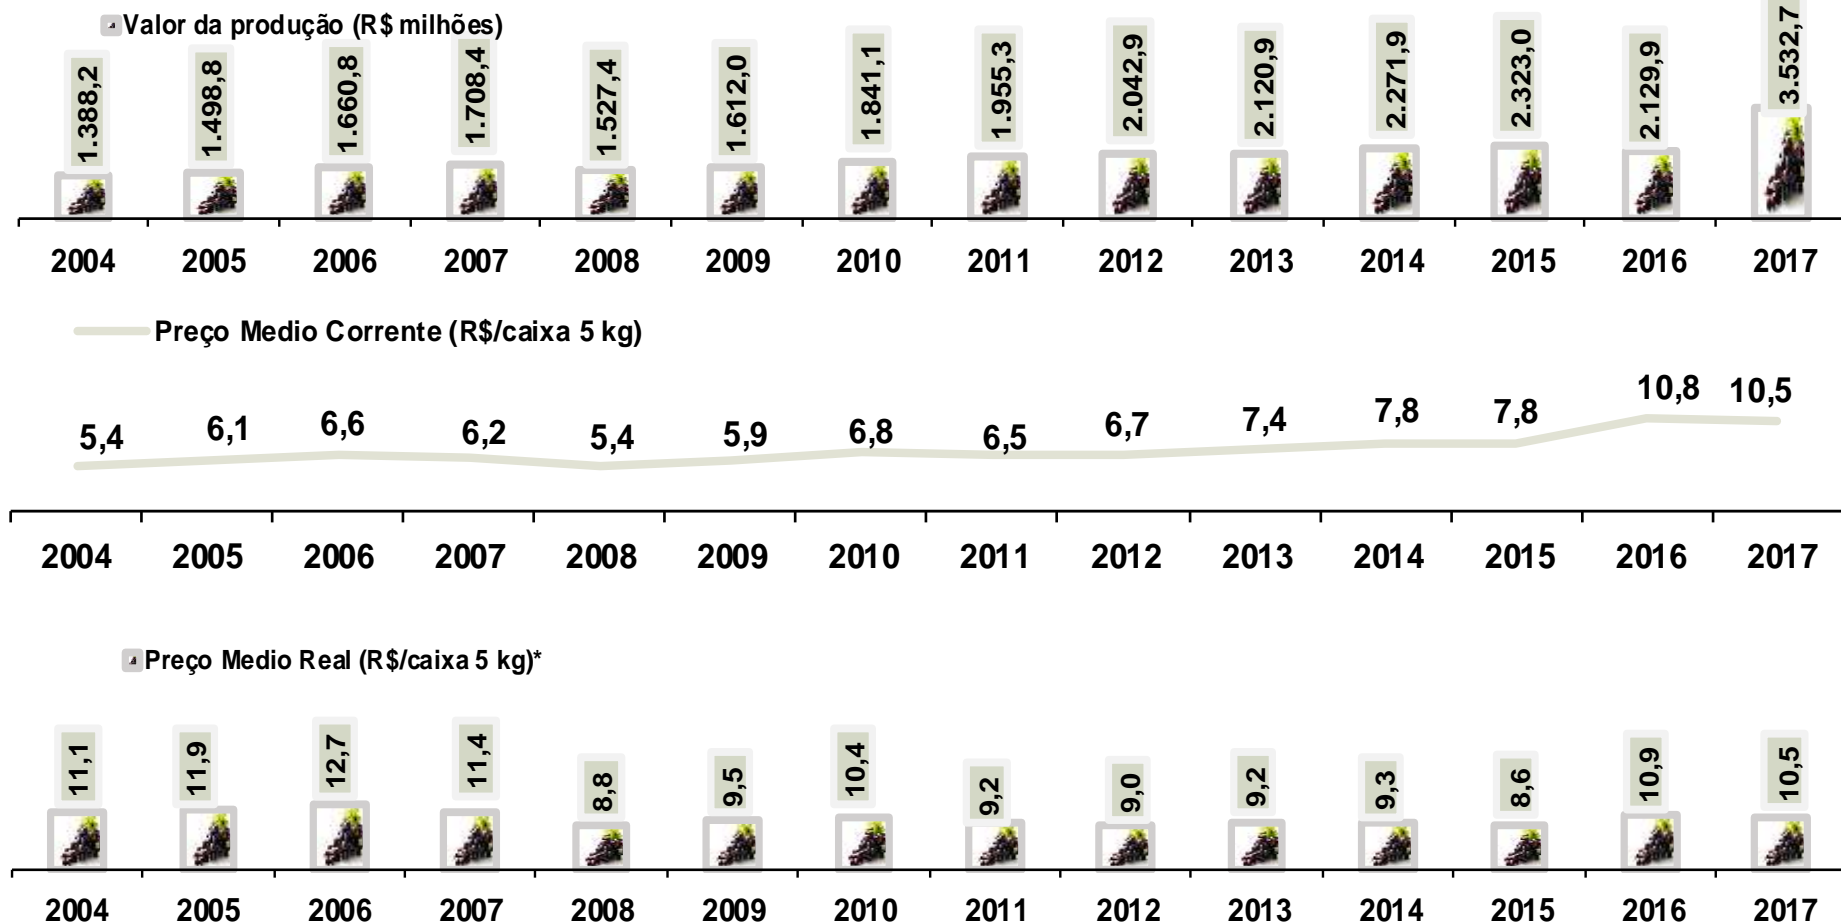 Valor da produção (R$ milhões)
1.388,2 1.498,8 1.660,8 1.708,4 1.527,4 1.612,0 1.841,1 1.955,3 2.042,9 2.120,9 2.271,9 2.323,0 2.129,9 3.532,7
2004 2005 2006 2007 2008 2009 2010 2011 2012 2013 2014 2015 2016 2017
Preço Medio Corrente (R$/caixa 5 kg)
5,4 6,1 6,6 6,2 5,4 5,9 6,8 6,5 6,7 7,4 7,8 7,8 10,8 10,5
2004 2005 2006 2007 2008 2009 2010 2011 2012 2013 2014 2015 2016 2017
Preço Medio Real (R$/caixa 5 kg)*
11,1 11,9 12,7 11,4 8,8 9,5 10,4 9,2 9,0 9,2 9,3 8,6 10,9 10,5
2004 2005 2006 2007 2008 2009 2010 2011 2012 2013 2014 2015 2016 2017